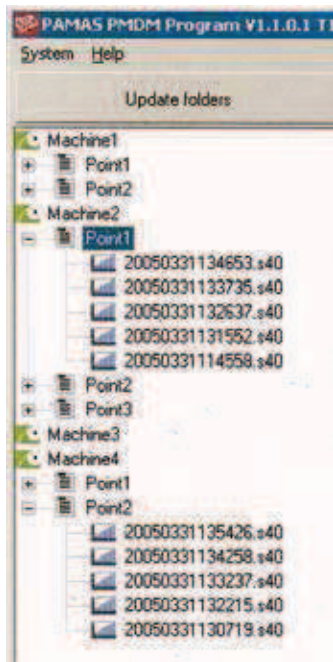 PAMAS PMDM Program V1.1.0.1 T1
System Help
Update folders
Machine1
Point1
Point2
Machine2
Point1
20050331134653.s40
20050331133735.s40
20050331132637.s40
20050331131552.s40
20050331114558.s40
Point2
Point3
Machine3
Machine4
Point1
Point2
20050331135426.s40
20050331134258.s40
20050331133237.s40
20050331132215.s40
20050331130719.s40